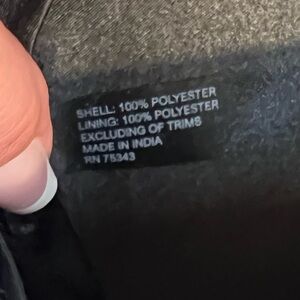 SHELL: 100% POLYESTER
LINING: 100% POLYESTER
EXCLUDING OF TRIMS
MADE IN INDIA
RN 75343